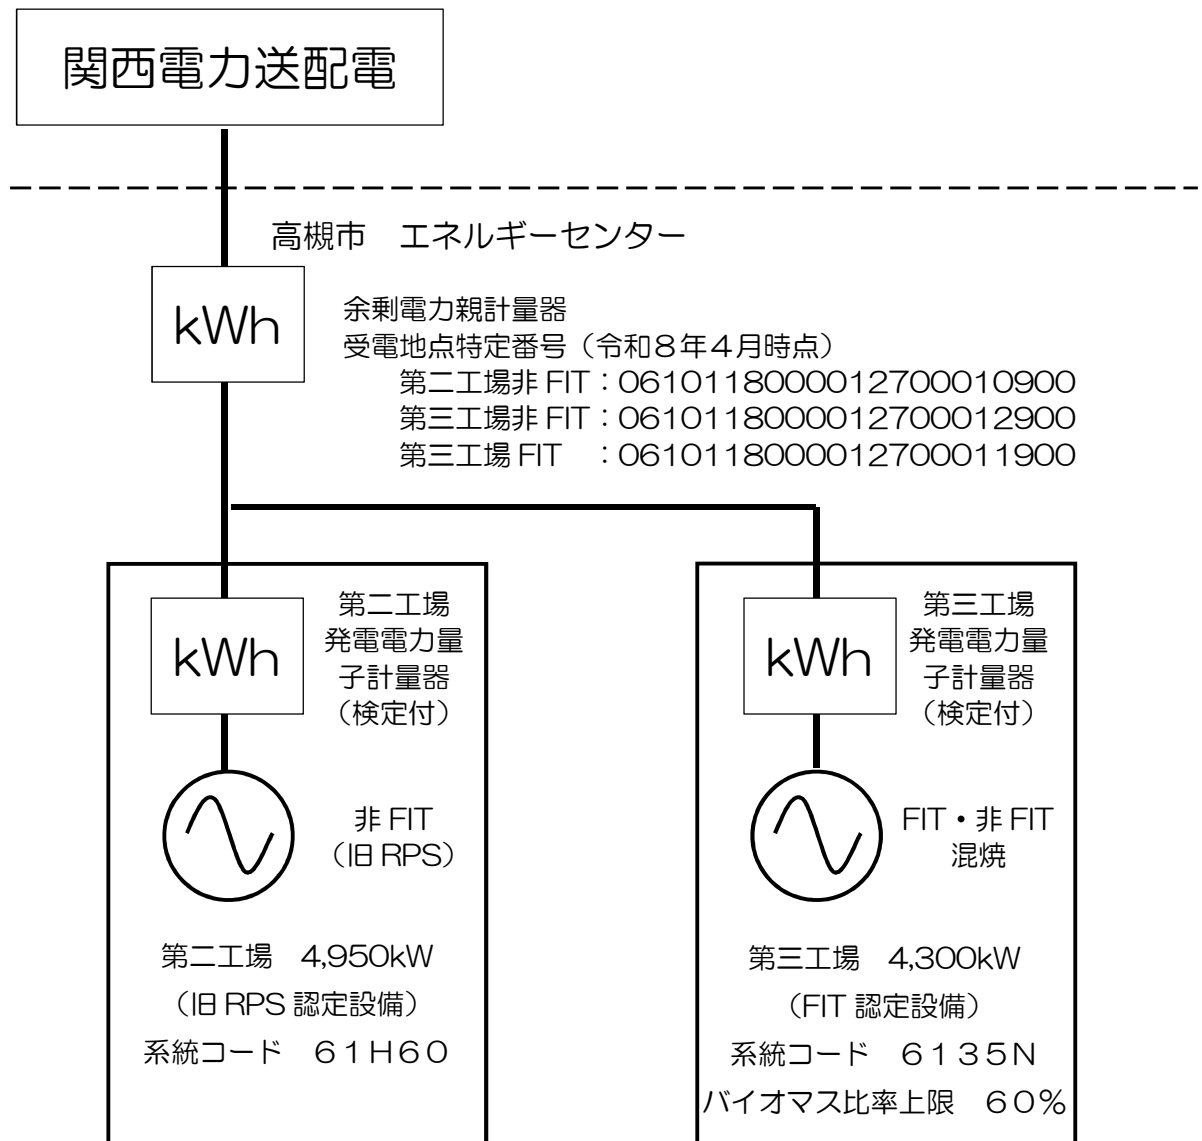 関西電力送配電
高槻市　エネルギーセンター
kWh
余剰電力親計量器
受電地点特定番号（令和８年４月時点）
第二工場非 FIT：0610118000012700010900
第三工場非 FIT：0610118000012700012900
第三工場 FIT　：0610118000012700011900
kWh
第二工場
発電電力量
子計量器
（検定付）
非 FIT
（旧 RPS）
第二工場　4,950kW
（旧 RPS 認定設備）
系統コード　６１Ｈ６０
kWh
第三工場
発電電力量
子計量器
（検定付）
FIT・非 FIT
混焼
第三工場　4,300kW
（FIT 認定設備）
系統コード　６１３５Ｎ
バイオマス比率上限　６０％